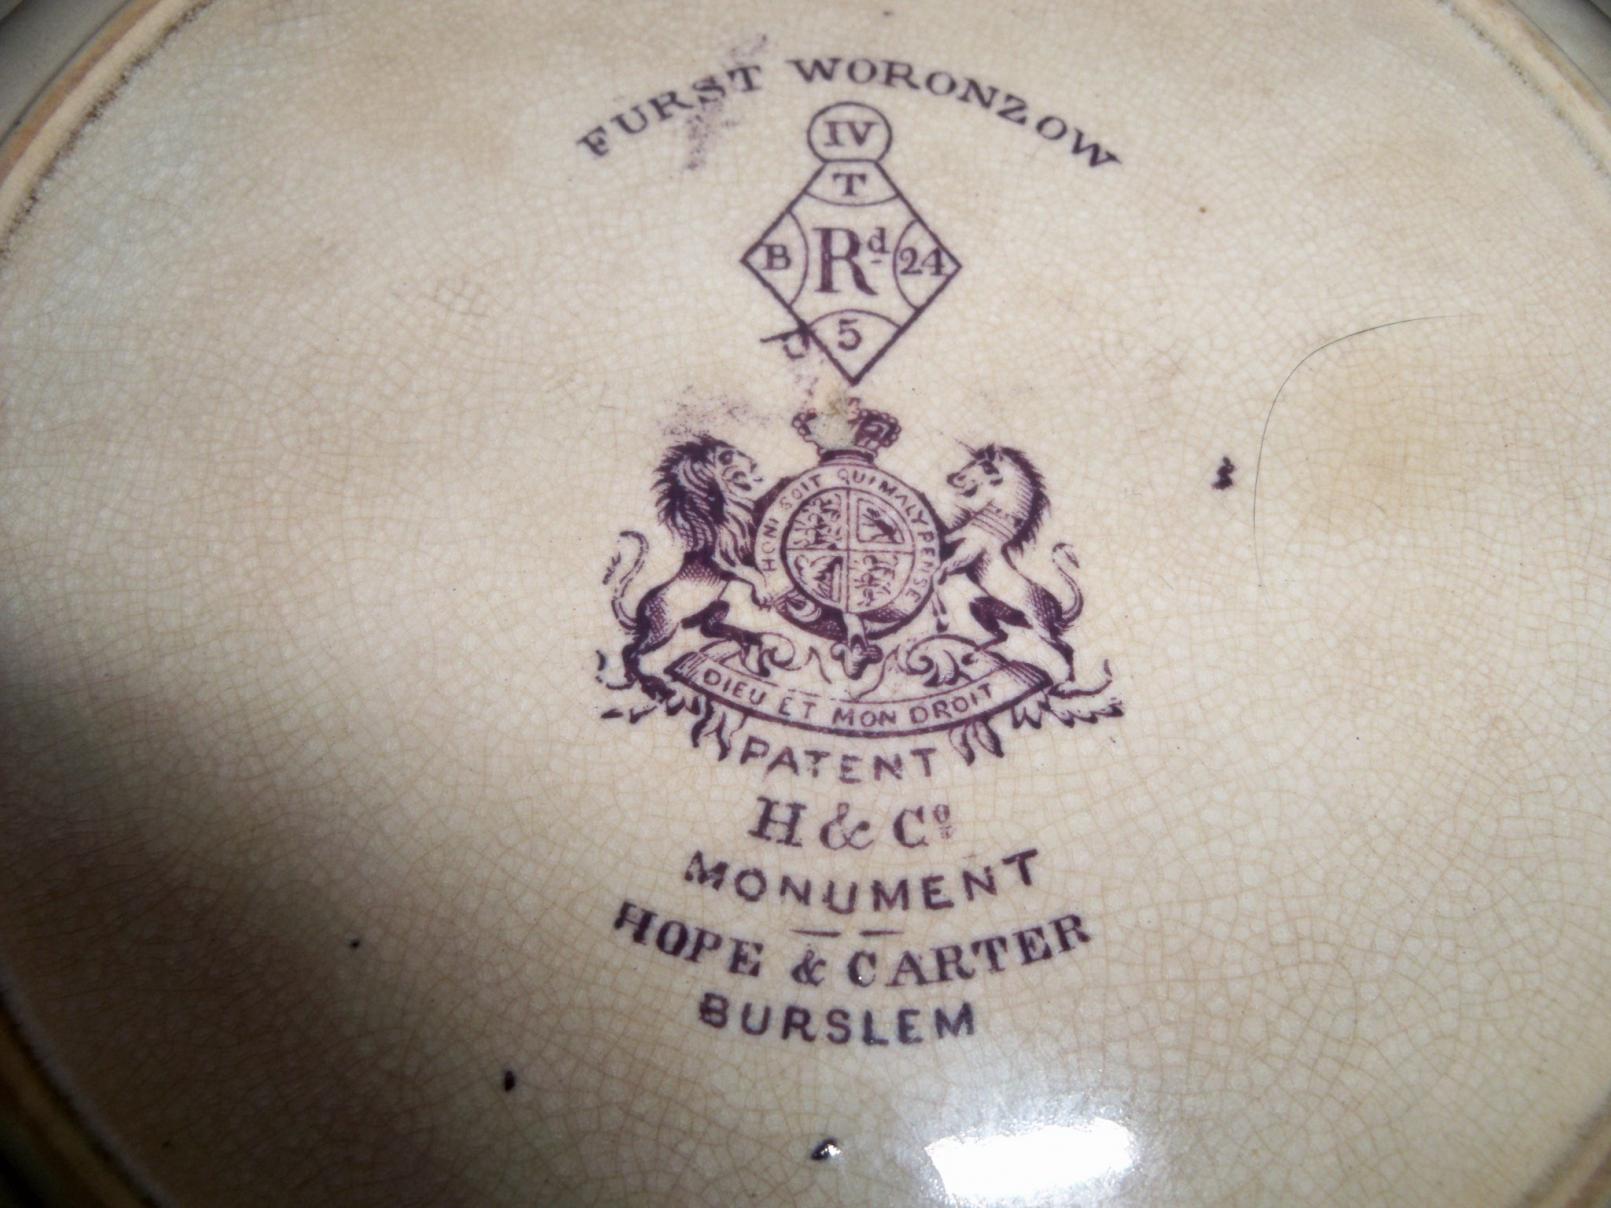 FURST WORONZOW
IV
T
B Rd 24
5
HONI SOIT QUI MAL Y PENSE
DIEU ET MON DROIT
PATENT
H & Co
MONUMENT
HOPE & CARTER
BURSLEM